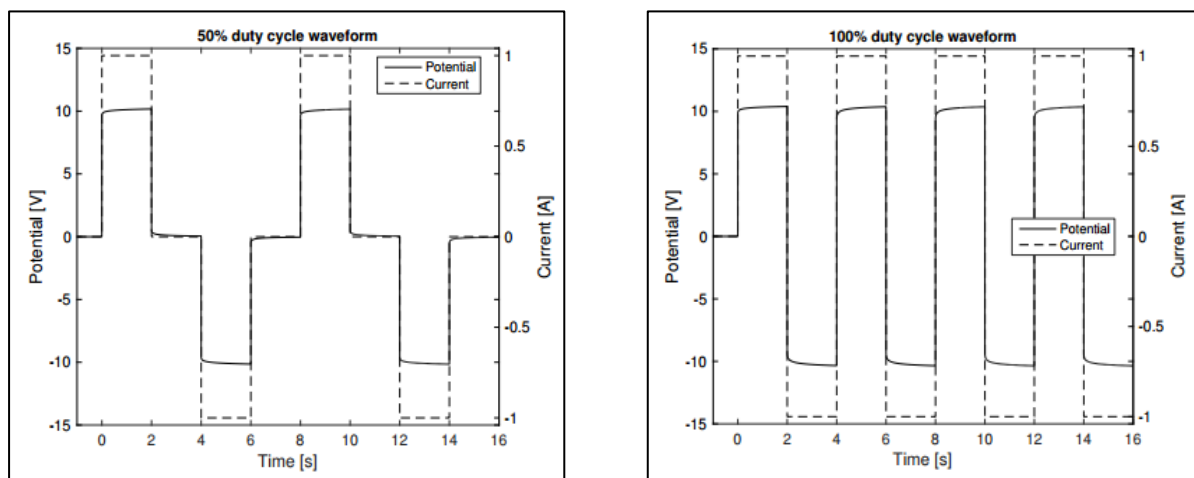 50% duty cycle waveform
15
10
5
0
-5
-10
-15
Potential [V]
1
0.5
0
-0.5
-1
Current [A]
Potential
Current
0 2 4 6 8 10 12 14 16
Time [s]
100% duty cycle waveform
15
10
5
0
-5
-10
-15
Potential [V]
1
0.5
0
-0.5
-1
Current [A]
Potential
Current
0 2 4 6 8 10 12 14 16
Time [s]